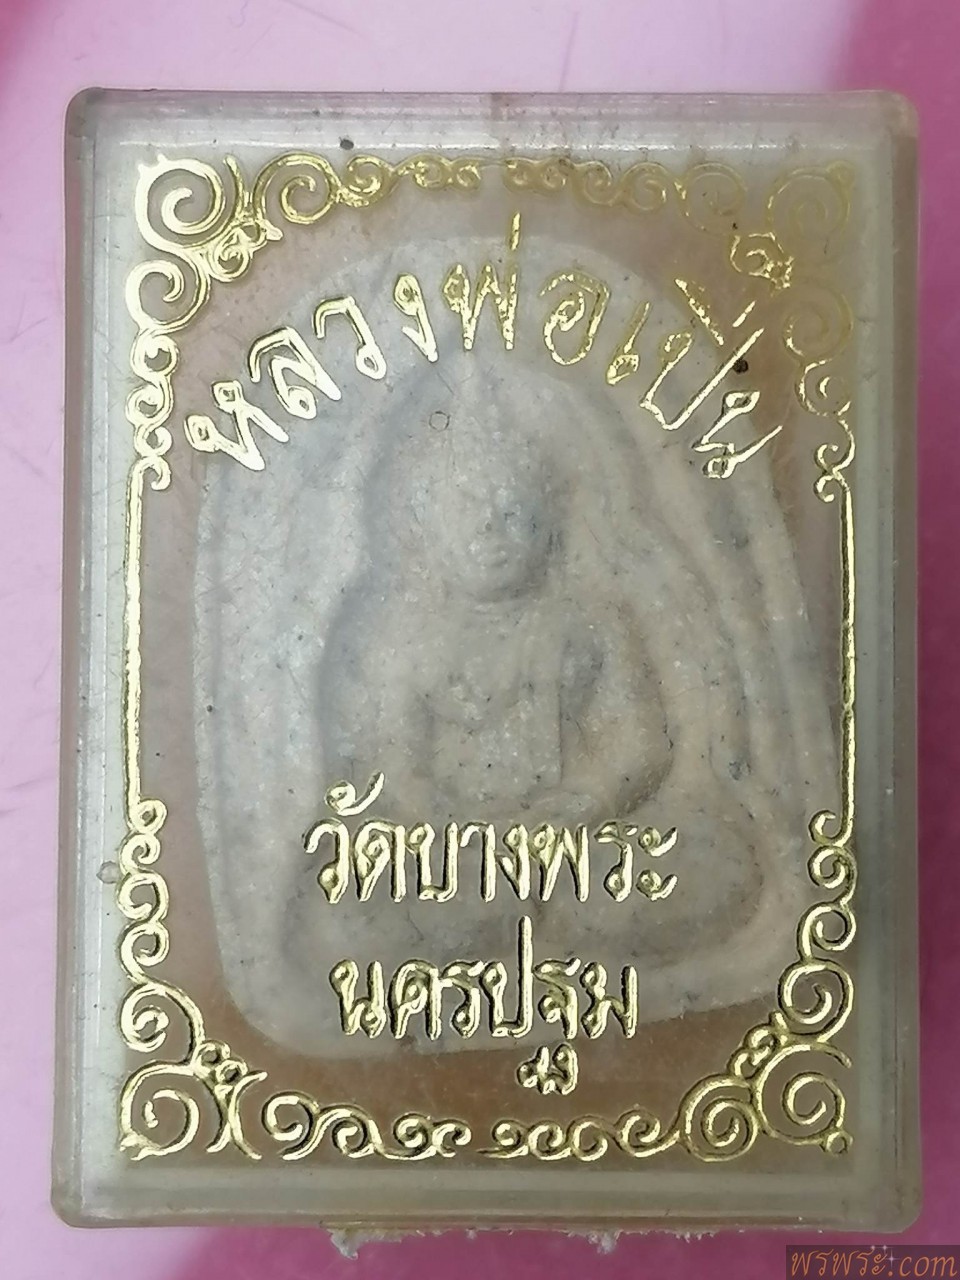 หลวงพ่อเปิ่น
วัดบางพระ
นครปฐม
พรพระ.com